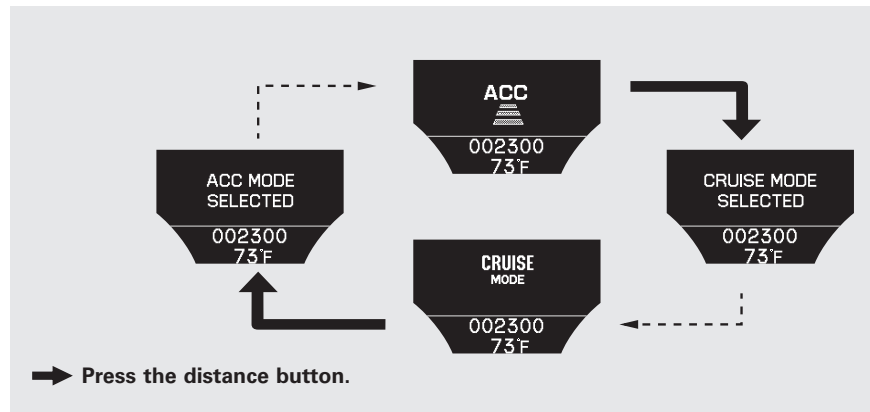 ACC
002300
73°F
ACC MODE
SELECTED
002300
73°F
CRUISE MODE
SELECTED
002300
73°F
CRUISE
MODE
002300
73°F
Press the distance button.